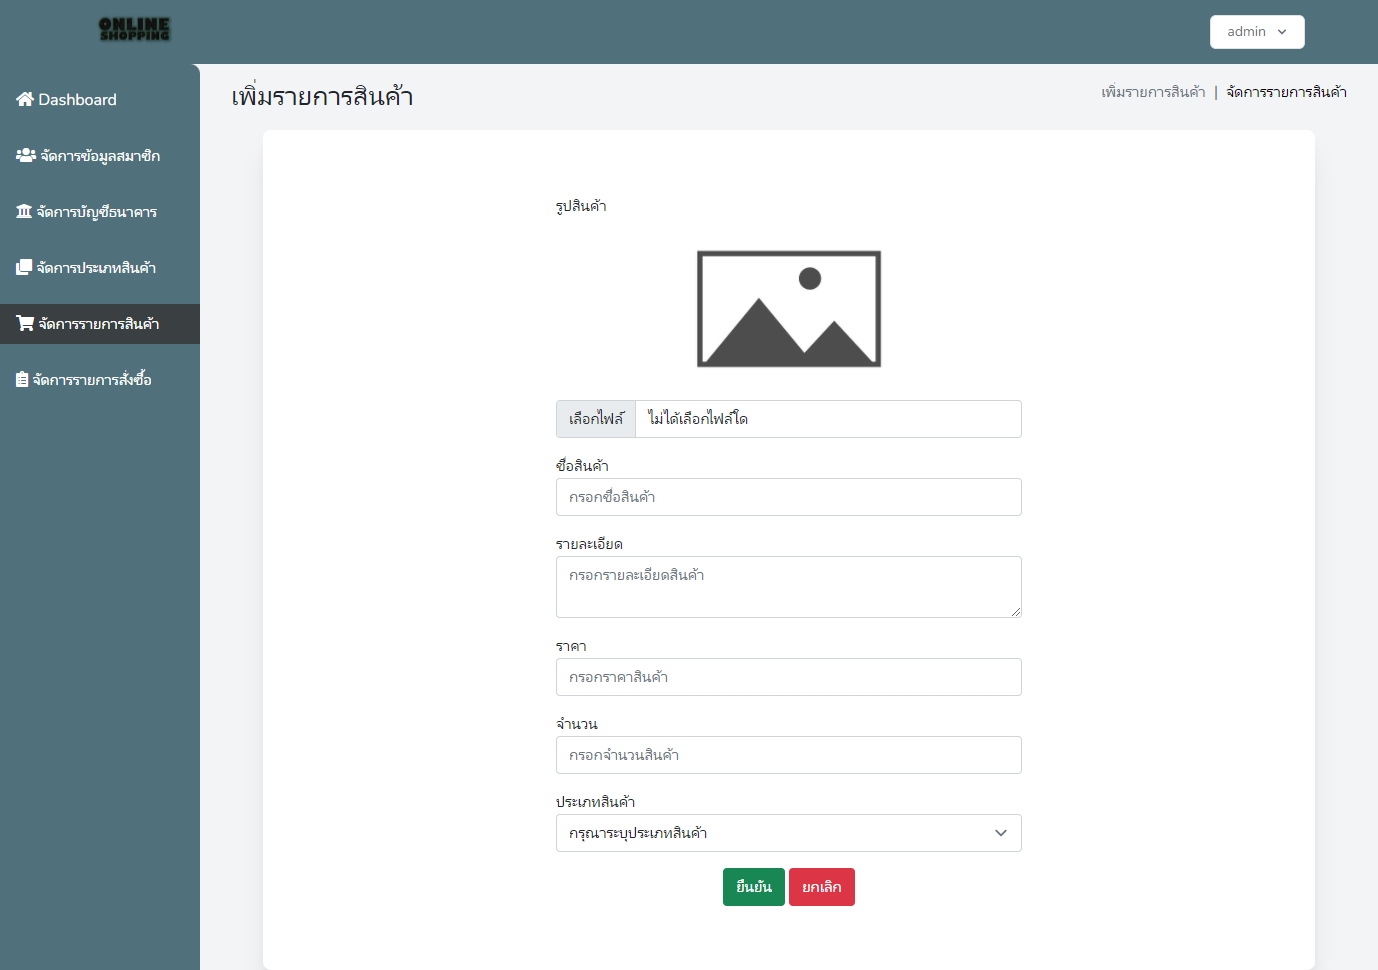 ONLINE
SHOPPING
admin
Dashboard
จัดการข้อมูลสมาชิก
จัดการบัญชีธนาคาร
จัดการประเภทสินค้า
จัดการรายการสินค้า
จัดการรายการสั่งซื้อ
เพิ่มรายการสินค้า
เพิ่มรายการสินค้า | จัดการรายการสินค้า
รูปสินค้า
เลือกไฟล์ ไม่ได้เลือกไฟล์ใด
ชื่อสินค้า
กรอกชื่อสินค้า
รายละเอียด
กรอกรายละเอียดสินค้า
ราคา
กรอกราคาสินค้า
จำนวน
กรอกจำนวนสินค้า
ประเภทสินค้า
กรุณาระบุประเภทสินค้า
ยืนยัน ยกเลิก